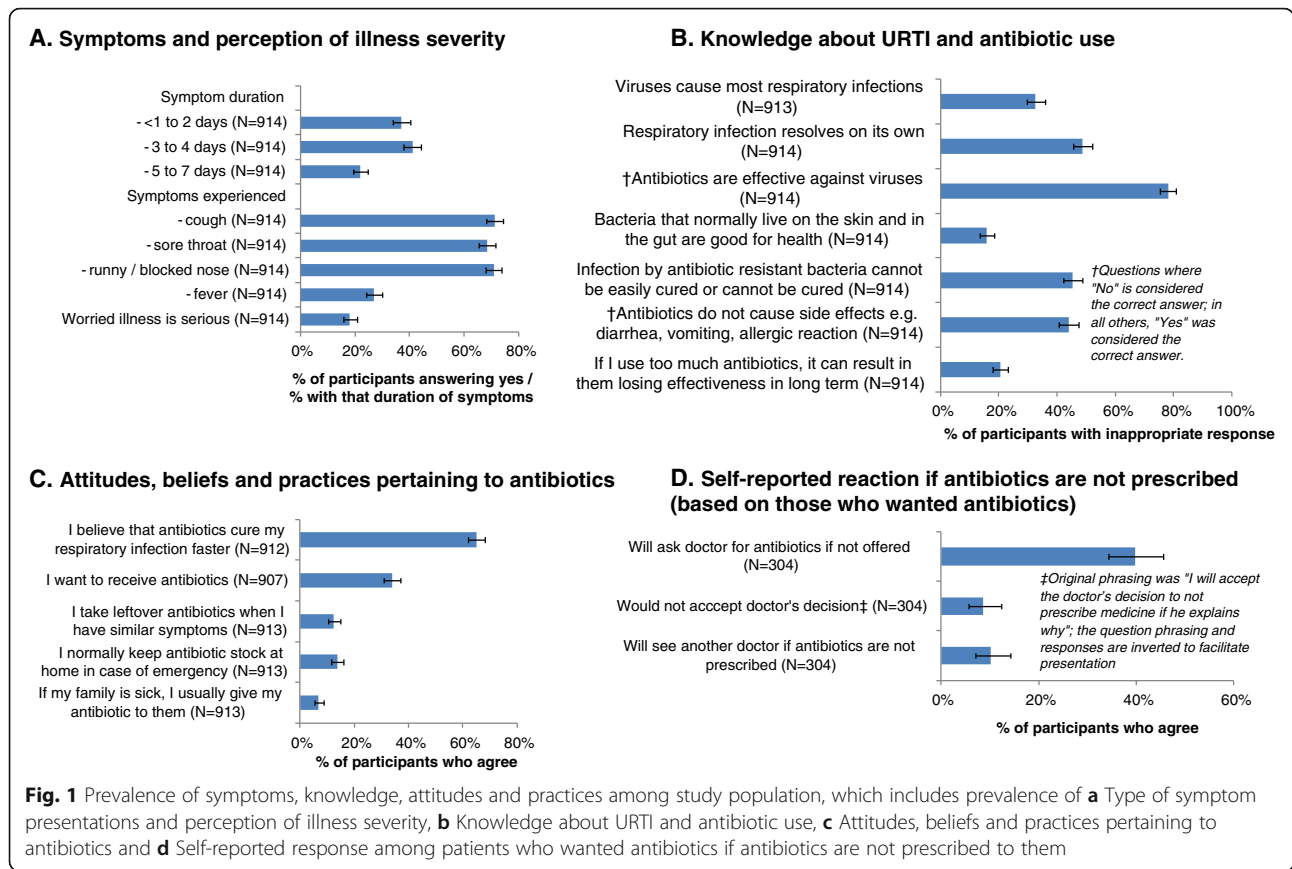 A. Symptoms and perception of illness severity
Symptom duration
- <1 to 2 days (N=914)
- 3 to 4 days (N=914)
- 5 to 7 days (N=914)
Symptoms experienced
- cough (N=914)
- sore throat (N=914)
- runny / blocked nose (N=914)
- fever (N=914)
Worried illness is serious (N=914)
0% 20% 40% 60% 80%
% of participants answering yes /
% with that duration of symptoms
B. Knowledge about URTI and antibiotic use
Viruses cause most respiratory infections
(N=913)
Respiratory infection resolves on its own
(N=914)
†Antibiotics are effective against viruses
(N=914)
Bacteria that normally live on the skin and in
the gut are good for health (N=914)
Infection by antibiotic resistant bacteria cannot
be easily cured or cannot be cured (N=914)
†Antibiotics do not cause side effects e.g.
diarrhea, vomiting, allergic reaction (N=914)
If I use too much antibiotics, it can result in
them losing effectiveness in long term (N=914)
†Questions where
"No" is considered
the correct answer; in
all others, "Yes" was
considered the
correct answer.
0% 20% 40% 60% 80% 100%
% of participants with inappropriate response
C. Attitudes, beliefs and practices pertaining to antibiotics
I believe that antibiotics cure my
respiratory infection faster (N=912)
I want to receive antibiotics (N=907)
I take leftover antibiotics when I
have similar symptoms (N=913)
I normally keep antibiotic stock at
home in case of emergency (N=913)
If my family is sick, I usually give my
antibiotic to them (N=913)
0% 20% 40% 60% 80%
% of participants who agree
D. Self-reported reaction if antibiotics are not prescribed
(based on those who wanted antibiotics)
Will ask doctor for antibiotics if not offered
(N=304)
Would not acccept doctor's decision‡ (N=304)
Will see another doctor if antibiotics are not
prescribed (N=304)
‡Original phrasing was "I will accept
the doctor's decision to not
prescribe medicine if he explains
why"; the question phrasing and
responses are inverted to facilitate
presentation
0% 20% 40% 60%
% of participants who agree
Fig. 1 Prevalence of symptoms, knowledge, attitudes and practices among study population, which includes prevalence of a Type of symptom
presentations and perception of illness severity, b Knowledge about URTI and antibiotic use, c Attitudes, beliefs and practices pertaining to
antibiotics and d Self-reported response among patients who wanted antibiotics if antibiotics are not prescribed to them